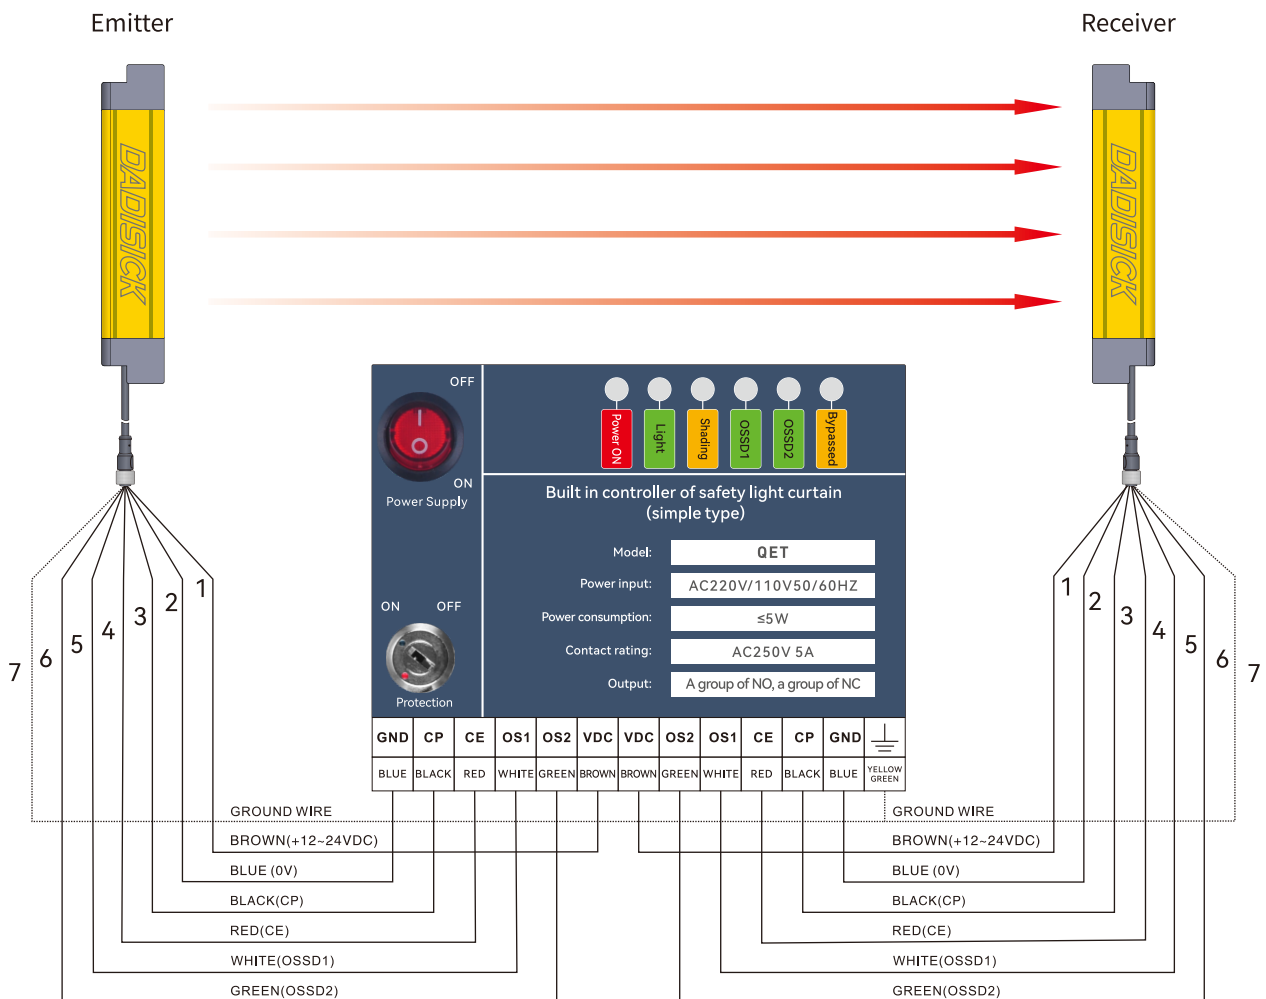 Emitter
Receiver
DADISICK
DADISICK
OFF
ON
Power Supply
Power ON
Light
Shading
OSSD1
OSSD2
Bypassed
Built in controller of safety light curtain
(simple type)
Model: QET
Power input: AC220V/110V50/60HZ
Power consumption: ≤5W
Contact rating: AC250V 5A
Output: A group of NO, a group of NC
ON OFF
Protection
GND CP CE OS1 OS2 VDC VDC OS2 OS1 CE CP GND
BLUE BLACK RED WHITE GREEN BROWN BROWN GREEN WHITE RED BLACK BLUE YELLOW GREEN
7 6 5 4 3 2 1
1 2 3 4 5 6 7
GROUND WIRE GROUND WIRE
BROWN(+12~24VDC) BROWN(+12~24VDC)
BLUE (0V) BLUE (0V)
BLACK(CP) BLACK(CP)
RED(CE) RED(CE)
WHITE(OSSD1) WHITE(OSSD1)
GREEN(OSSD2) GREEN(OSSD2)